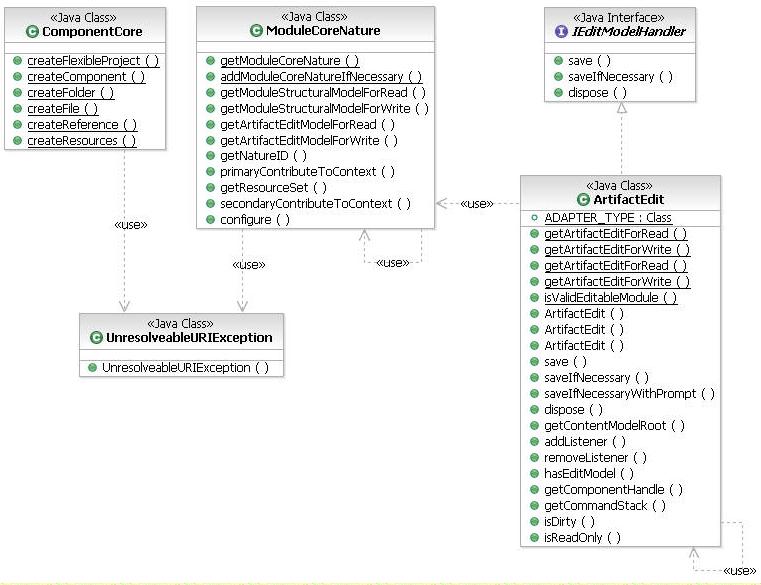 «Java Class»
ComponentCore
createFlexibleProject ( )
createComponent ( )
createFolder ( )
createFile ( )
createReference ( )
createResources ( )
«Java Class»
ModuleCoreNature
getModuleCoreNature ( )
addModuleCoreNatureIfNecessary ( )
getModuleStructuralModelForRead ( )
getModuleStructuralModelForWrite ( )
getArtifactEditModelForRead ( )
getArtifactEditModelForWrite ( )
getNatureID ( )
primaryContributeToContext ( )
getResourceSet ( )
secondaryContributeToContext ( )
configure ( )
«Java Interface»
IEditModelHandler
save ( )
saveIfNecessary ( )
dispose ( )
«use»
«use»
«use»
«use»
«Java Class»
UnresolveableURIException
UnresolveableURIException ( )
«Java Class»
ArtifactEdit
ADAPTER_TYPE : Class
getArtifactEditForRead ( )
getArtifactEditForWrite ( )
getArtifactEditForRead ( )
getArtifactEditForWrite ( )
isValidEditableModule ( )
ArtifactEdit ( )
ArtifactEdit ( )
ArtifactEdit ( )
save ( )
saveIfNecessary ( )
saveIfNecessaryWithPrompt ( )
dispose ( )
getContentModelRoot ( )
addListener ( )
removeListener ( )
hasEditModel ( )
getComponentHandle ( )
getCommandStack ( )
isDirty ( )
isReadOnly ( )
«use»